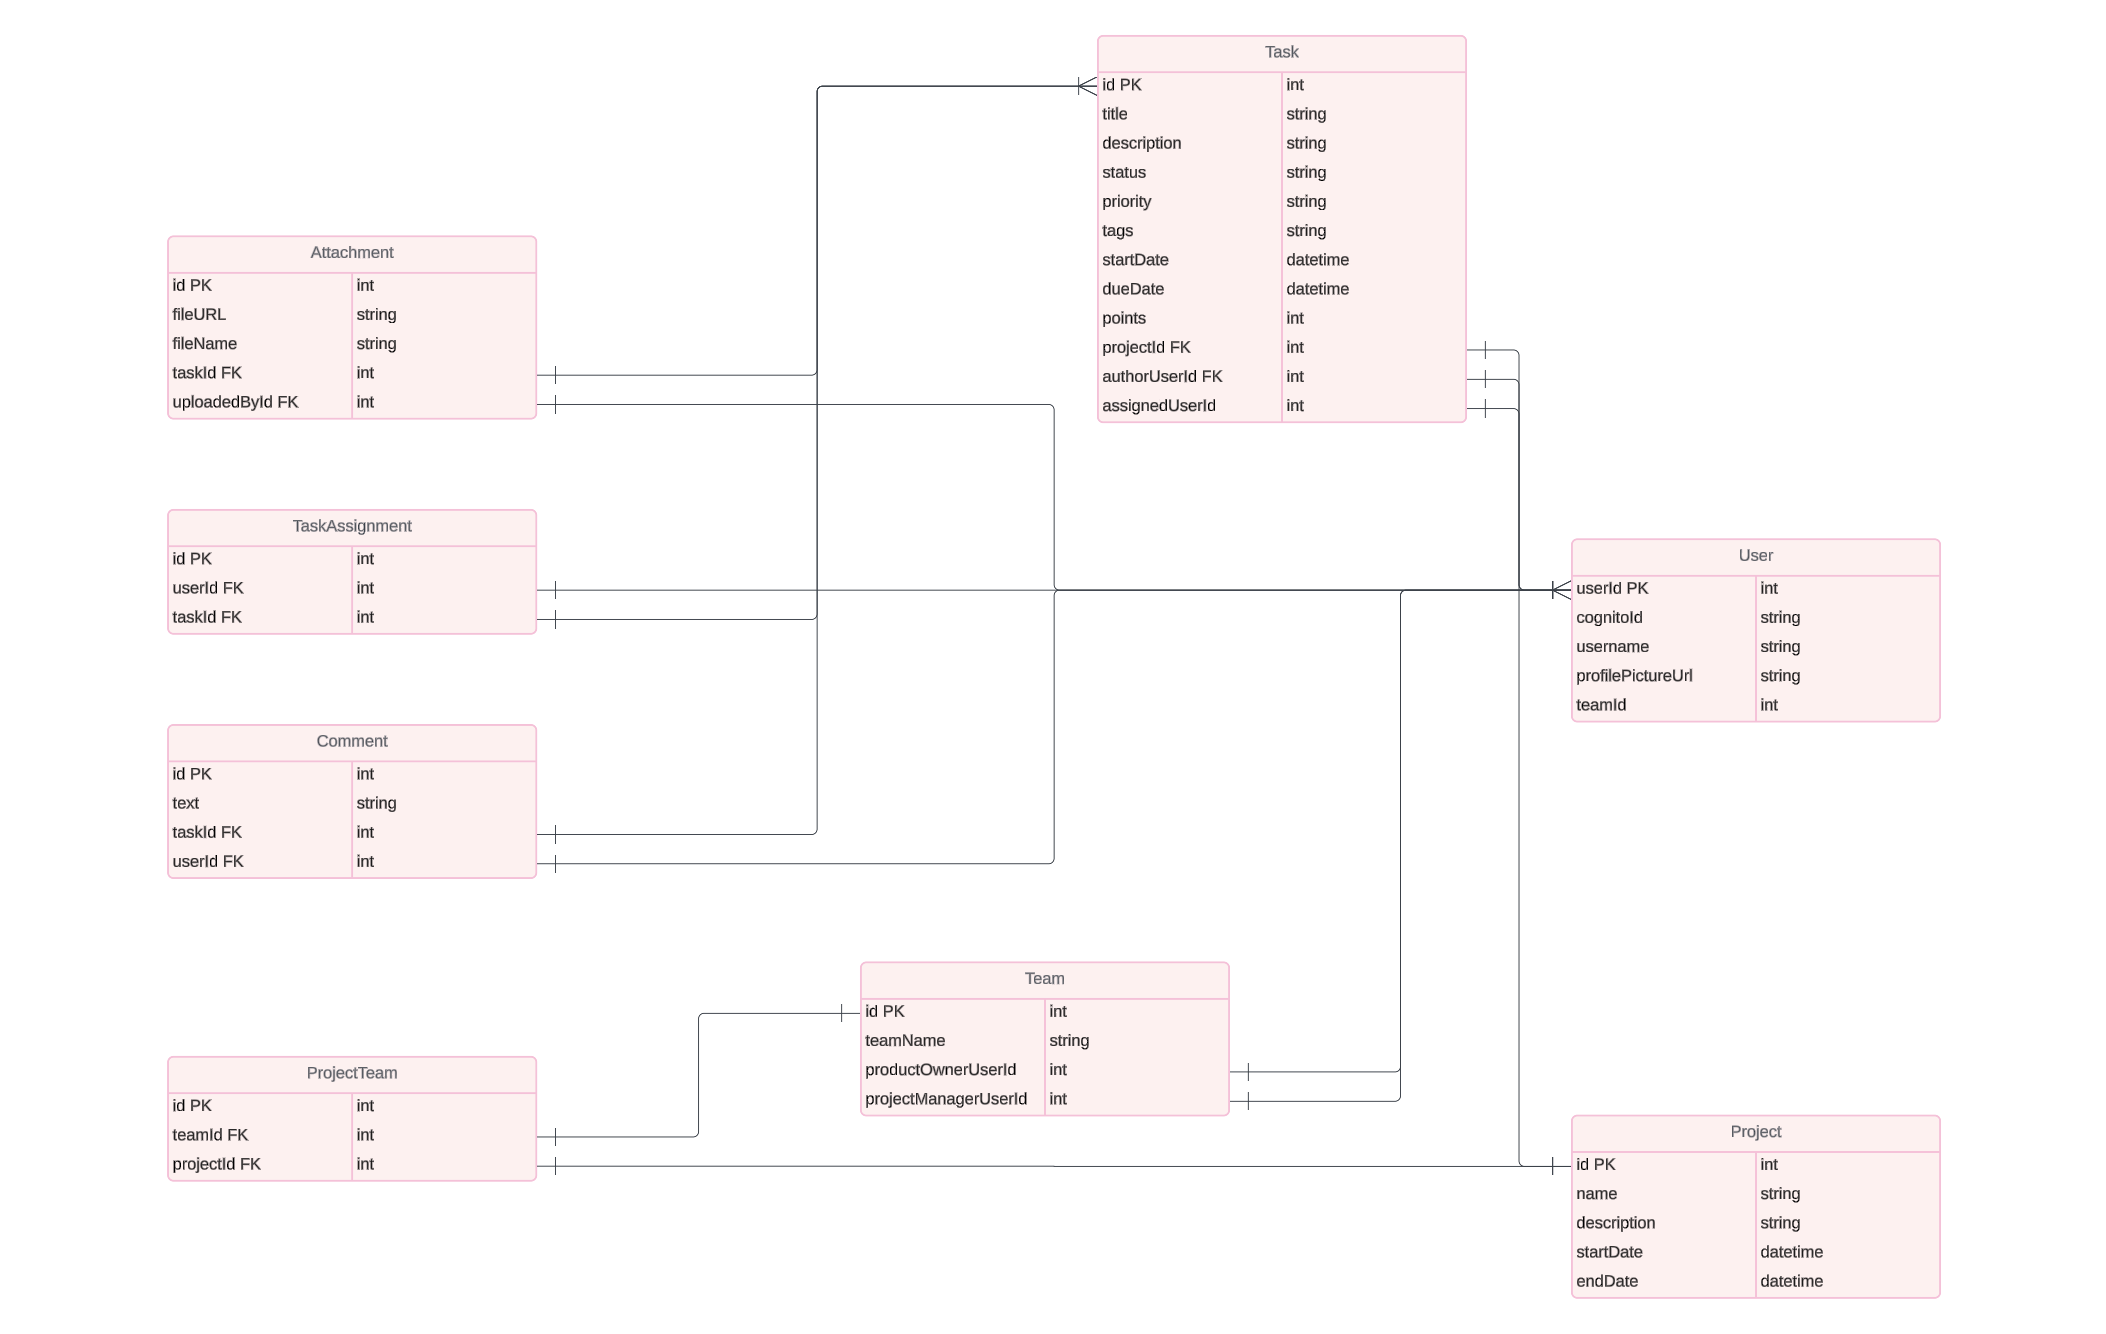 Task
id PK int
title string
description string
status string
priority string
tags string
startDate datetime
dueDate datetime
points int
projectId FK int
authorUserId FK int
assignedUserId int
Attachment
id PK int
fileURL string
fileName string
taskId FK int
uploadedById FK int
TaskAssignment
id PK int
userId FK int
taskId FK int
User
userId PK int
cognitoId string
username string
profilePictureUrl string
teamId int
Comment
id PK int
text string
taskId FK int
userId FK int
Team
id PK int
teamName string
productOwnerUserId int
projectManagerUserId int
ProjectTeam
id PK int
teamId FK int
projectId FK int
Project
id PK int
name string
description string
startDate datetime
endDate datetime